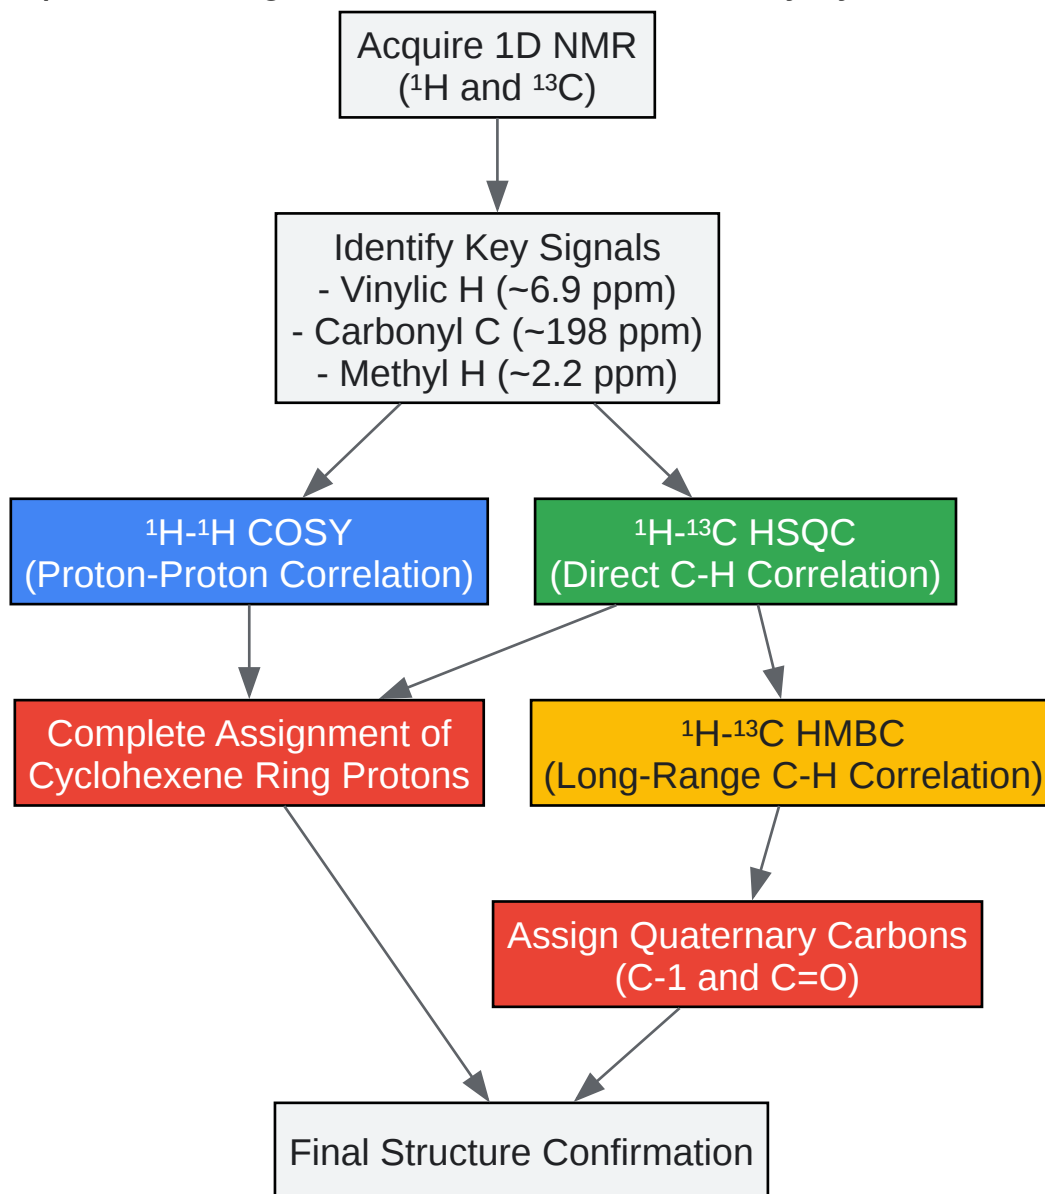 Acquire 1D NMR
(¹H and ¹³C)
Identify Key Signals
- Vinylic H (~6.9 ppm)
- Carbonyl C (~198 ppm)
- Methyl H (~2.2 ppm)
¹H-¹H COSY
(Proton-Proton Correlation)
¹H-¹³C HSQC
(Direct C-H Correlation)
Complete Assignment of
Cyclohexene Ring Protons
¹H-¹³C HMBC
(Long-Range C-H Correlation)
Assign Quaternary Carbons
(C-1 and C=O)
Final Structure Confirmation